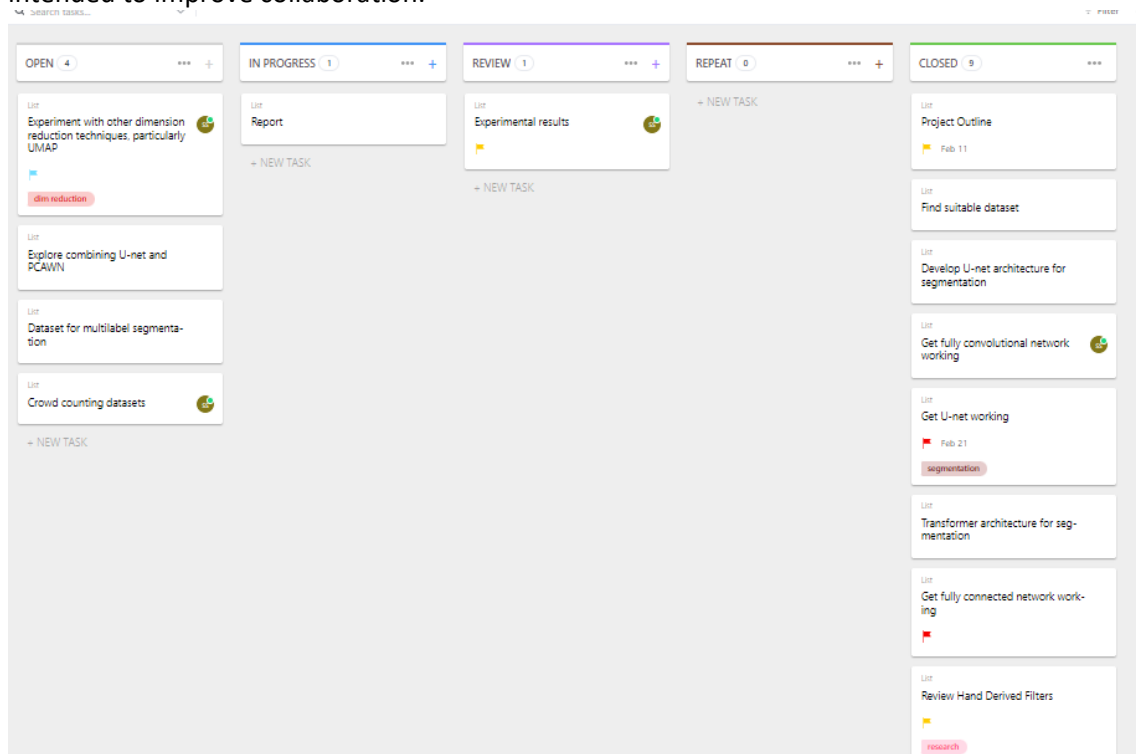 intended to improve collaboration.
Search tasks...
Filter
OPEN 4 ••• +
List
Experiment with other dimension
reduction techniques, particularly
UMAP
dim reduction
List
Explore combining U-net and
PCAWN
List
Dataset for multilabel segmenta-
tion
List
Crowd counting datasets
+ NEW TASK
IN PROGRESS 1 ••• +
List
Report
+ NEW TASK
REVIEW 1 ••• +
List
Experimental results
+ NEW TASK
REPEAT 0 ••• +
+ NEW TASK
CLOSED 9 •••
List
Project Outline
Feb 11
List
Find suitable dataset
List
Develop U-net architecture for
segmentation
List
Get fully convolutional network
working
List
Get U-net working
Feb 21
segmentation
List
Transformer architecture for seg-
mentation
List
Get fully connected network work-
ing
List
Review Hand Derived Filters
research